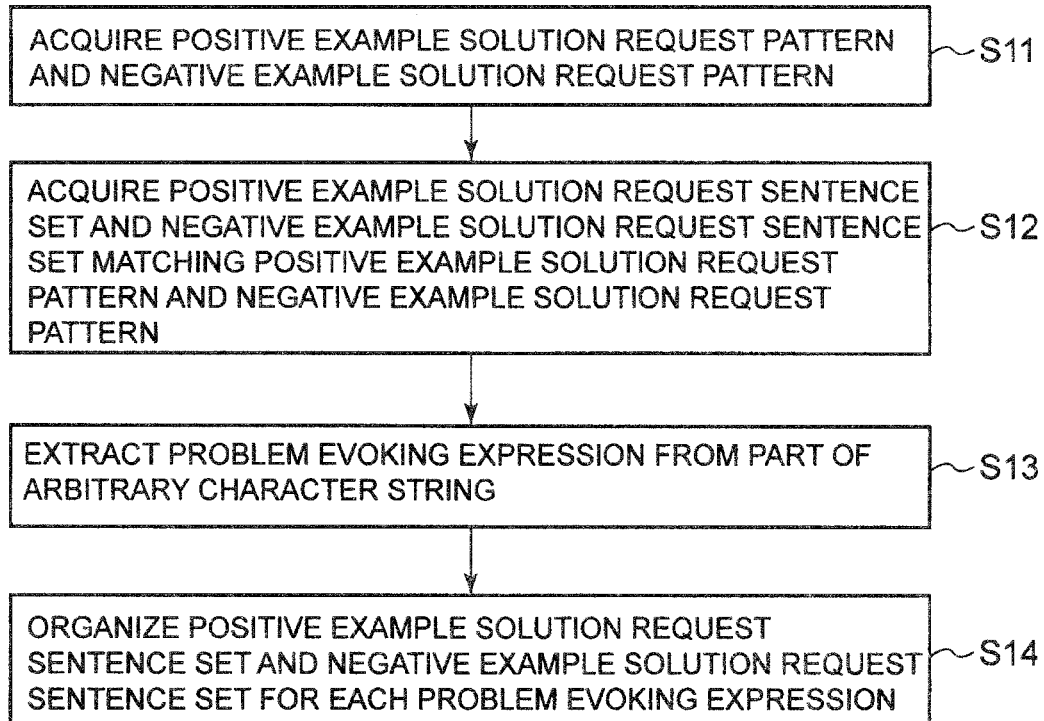 ACQUIRE POSITIVE EXAMPLE SOLUTION REQUEST PATTERN
AND NEGATIVE EXAMPLE SOLUTION REQUEST PATTERN
S11
ACQUIRE POSITIVE EXAMPLE SOLUTION REQUEST SENTENCE
SET AND NEGATIVE EXAMPLE SOLUTION REQUEST SENTENCE
SET MATCHING POSITIVE EXAMPLE SOLUTION REQUEST
PATTERN AND NEGATIVE EXAMPLE SOLUTION REQUEST
PATTERN
S12
EXTRACT PROBLEM EVOKING EXPRESSION FROM PART OF
ARBITRARY CHARACTER STRING
S13
ORGANIZE POSITIVE EXAMPLE SOLUTION REQUEST
SENTENCE SET AND NEGATIVE EXAMPLE SOLUTION REQUEST
SENTENCE SET FOR EACH PROBLEM EVOKING EXPRESSION
S14